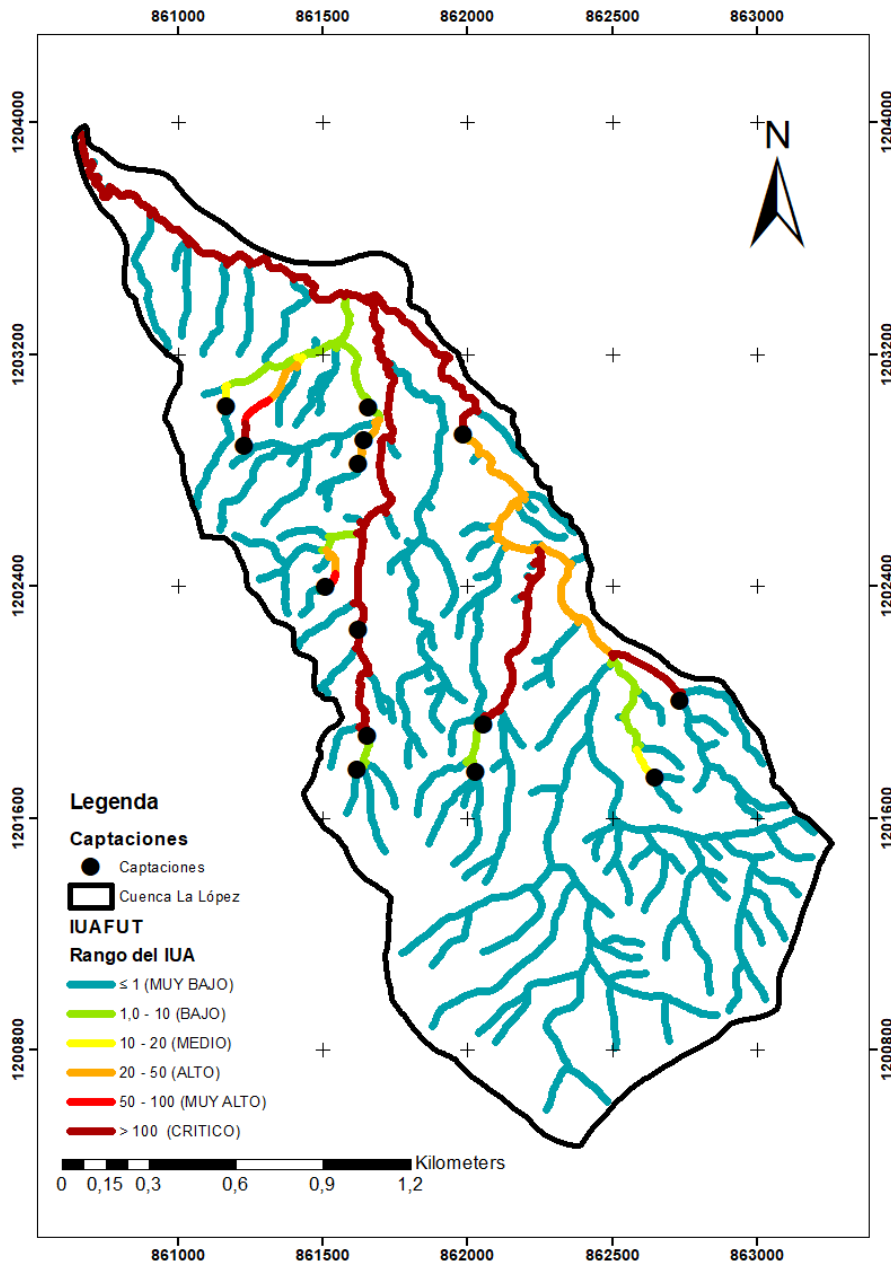 861000 861500 862000 862500 863000
1204000 1204000
N
1203200 1203200
1202400 1202400
1201600 1201600
Legenda
Captaciones
Captaciones
Cuenca La López
IUAFUT
Rango del IUA
≤ 1 (MUY BAJO)
1,0 - 10 (BAJO)
10 - 20 (MEDIO)
20 - 50 (ALTO)
50 - 100 (MUY ALTO)
> 100 (CRITICO)
1200800 1200800
Kilometers
0 0,15 0,3 0,6 0,9 1,2
861000 861500 862000 862500 863000